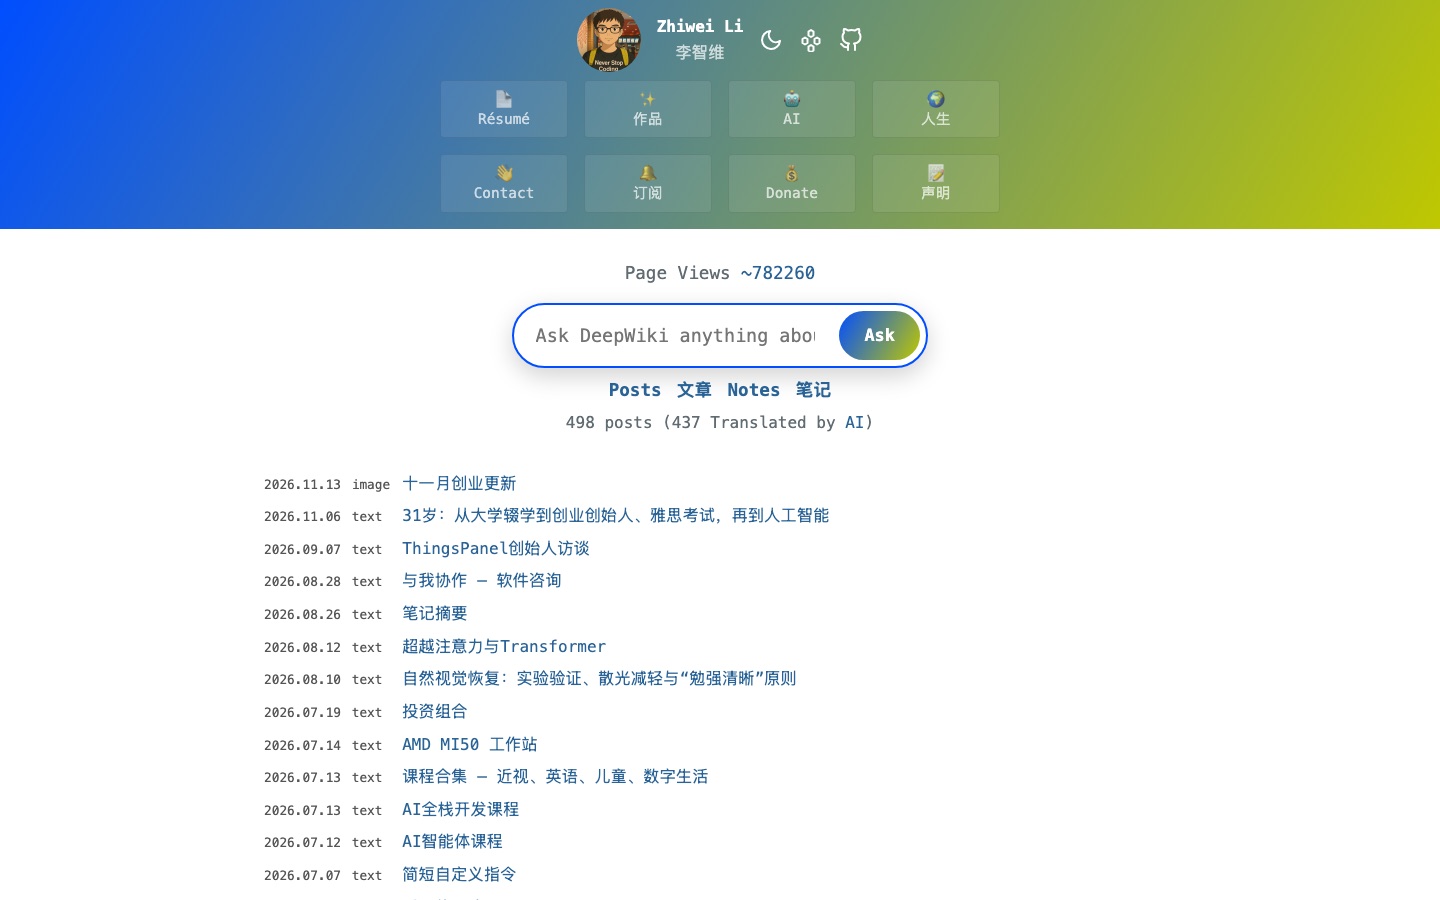 Zhiwei Li
李智维
Never Stop
Coding
Résumé
作品
AI
人生
Contact
订阅
Donate
声明
Page Views ~782260
Ask DeepWiki anything abou
Ask
Posts 文章 Notes 笔记
498 posts (437 Translated by AI)
2026.11.13 image 十一月创业更新
2026.11.06 text 31岁：从大学辍学到创业创始人、雅思考试，再到人工智能
2026.09.07 text ThingsPanel创始人访谈
2026.08.28 text 与我协作 – 软件咨询
2026.08.26 text 笔记摘要
2026.08.12 text 超越注意力与Transformer
2026.08.10 text 自然视觉恢复：实验验证、散光减轻与“勉强清晰”原则
2026.07.19 text 投资组合
2026.07.14 text AMD MI50 工作站
2026.07.13 text 课程合集 – 近视、英语、儿童、数字生活
2026.07.13 text AI全栈开发课程
2026.07.12 text AI智能体课程
2026.07.07 text 简短自定义指令